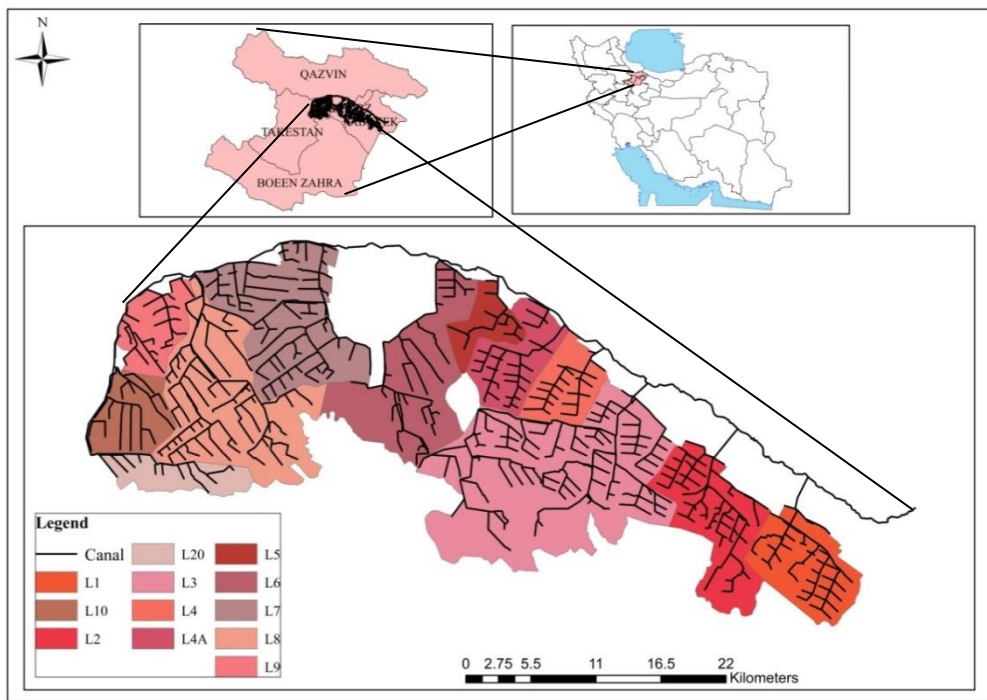 N
QAZVIN
TAKESTAN
BOEEN ZAHRA
Legend
Canal
L1
L10
L2
L20
L3
L4
L4A
L5
L6
L7
L8
L9
0 2.75 5.5 11 16.5 22
Kilometers